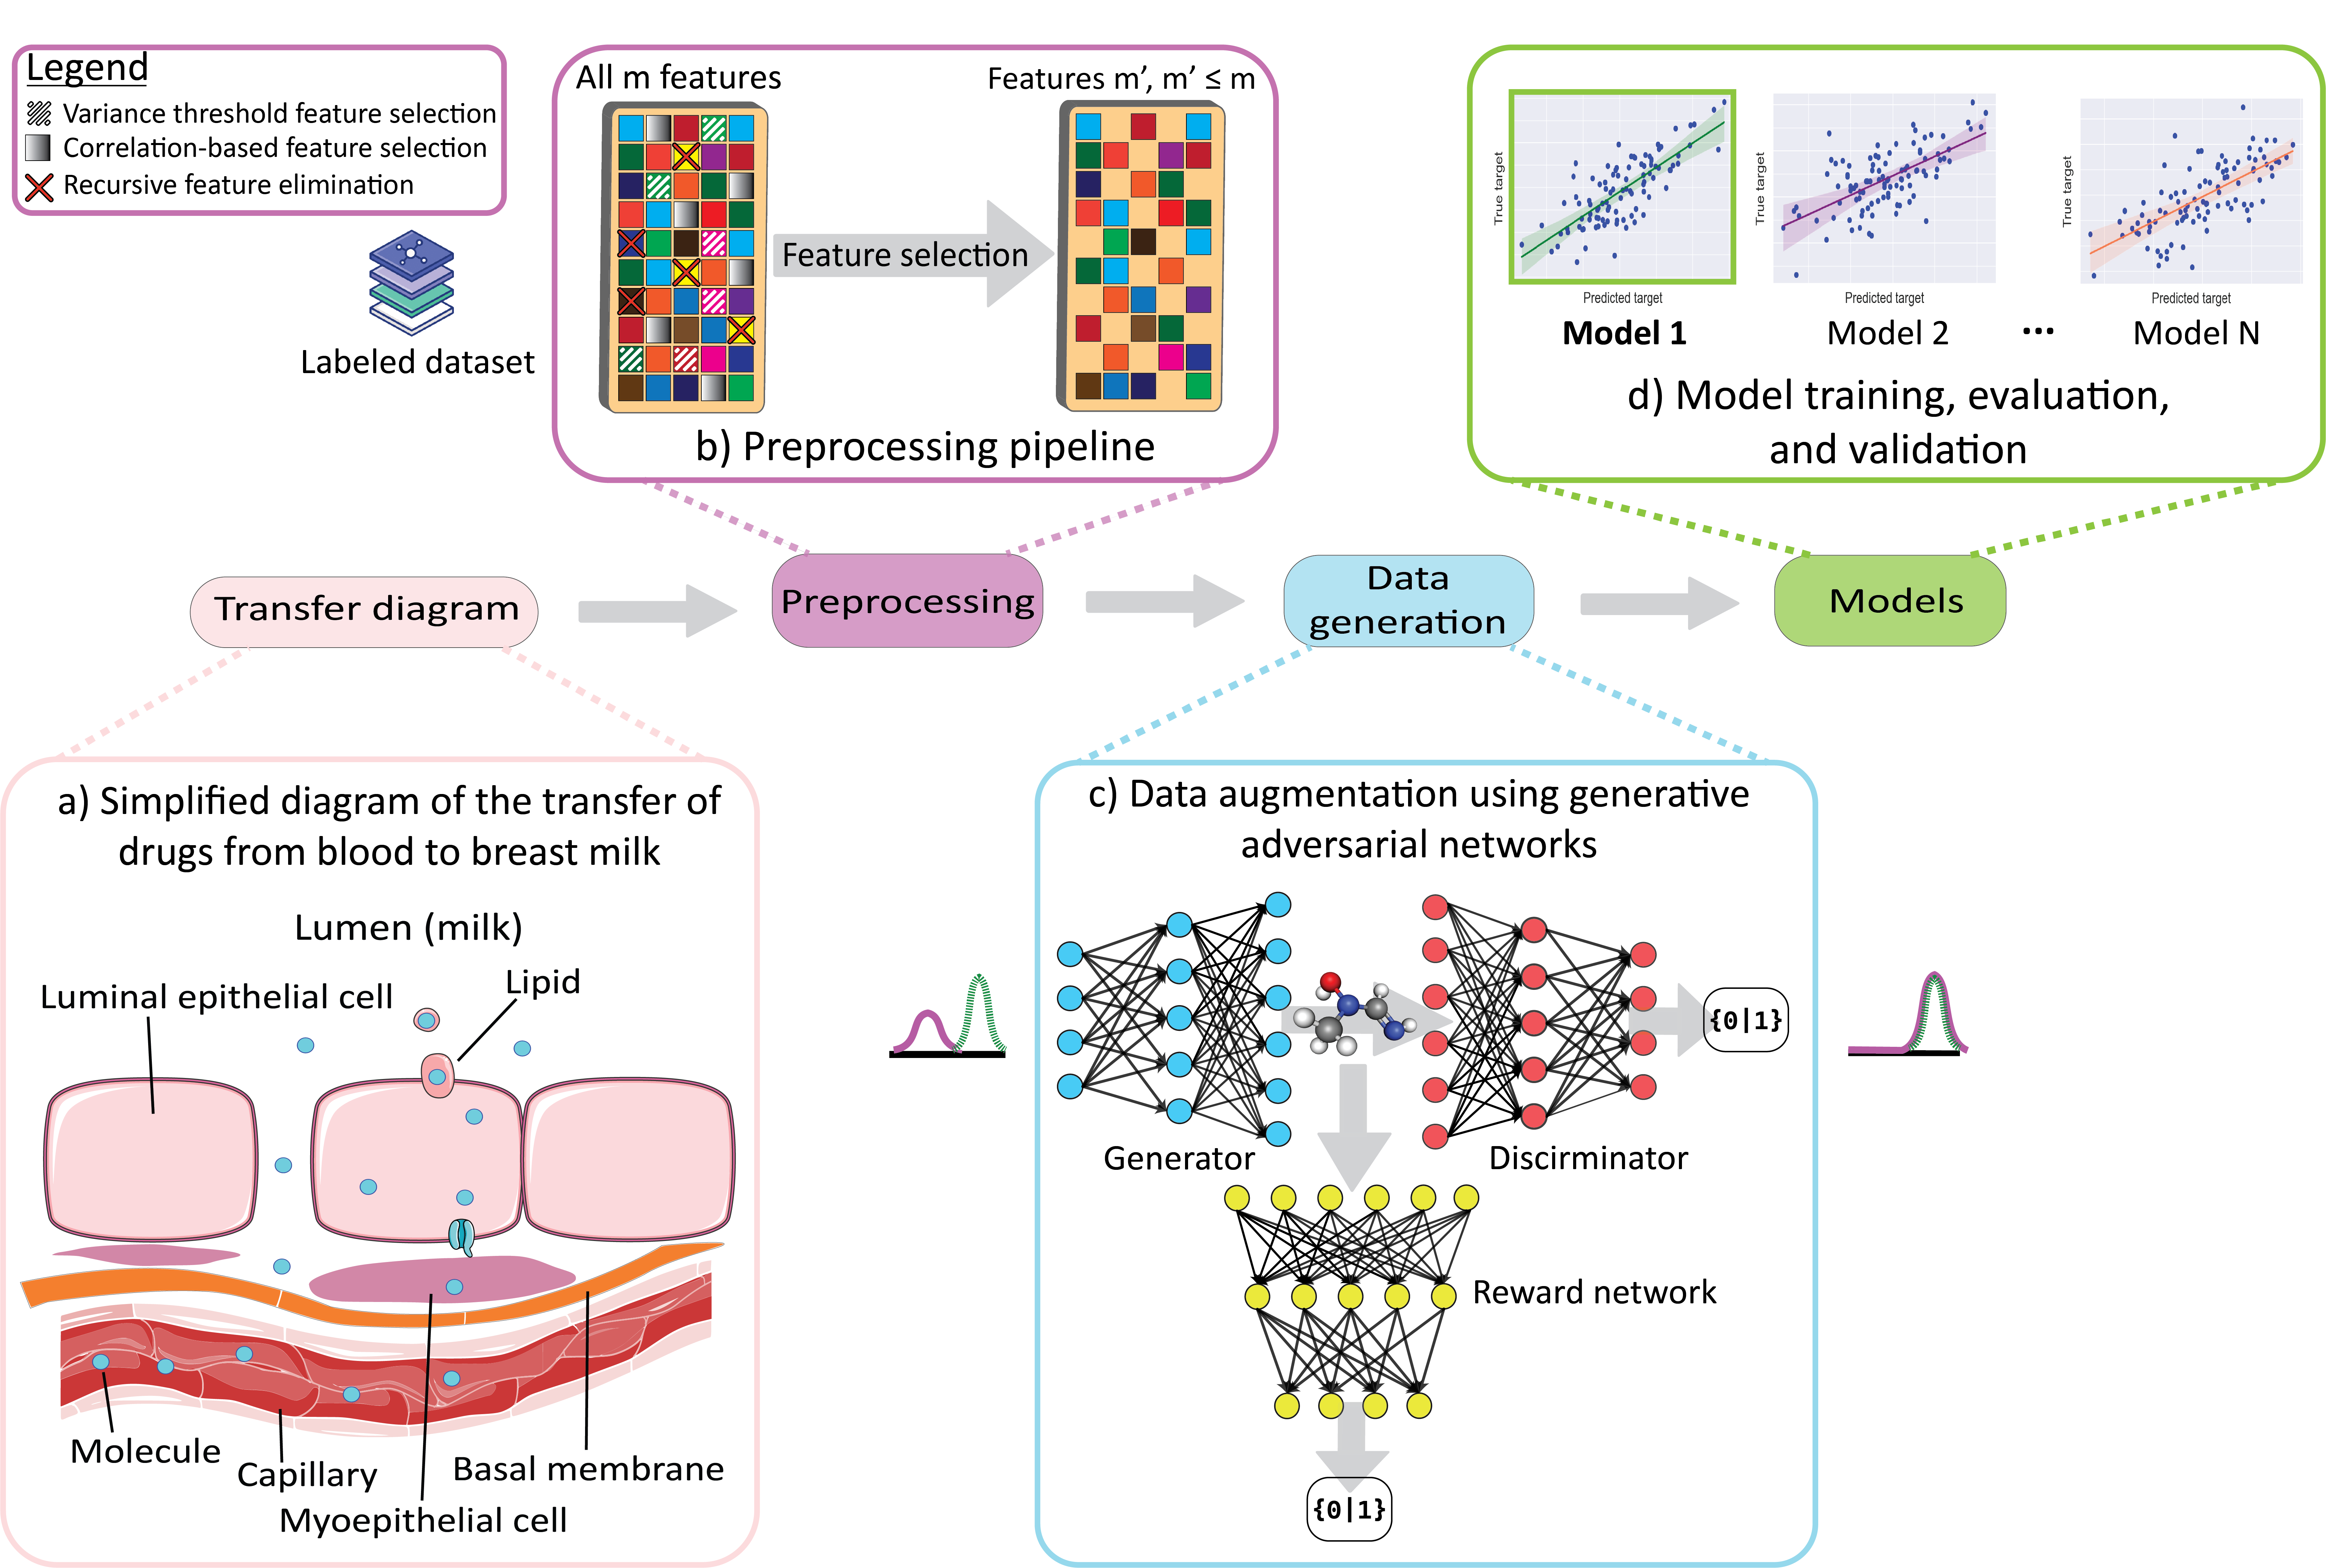 Legend
Variance threshold feature selection
Correlation-based feature selection
Recursive feature elimination
Labeled dataset
All m features
Features m’, m’ ≤ m
Feature selection
b) Preprocessing pipeline
True target
Predicted target
Model 1
True target
Predicted target
Model 2
...
True target
Predicted target
Model N
d) Model training, evaluation,
and validation
Transfer diagram
Preprocessing
Data
generation
Models
a) Simplified diagram of the transfer of
drugs from blood to breast milk
Lumen (milk)
Luminal epithelial cell
Lipid
Molecule
Capillary
Basal membrane
Myoepithelial cell
c) Data augmentation using generative
adversarial networks
{0|1}
Generator
Discirminator
Reward network
{0|1}